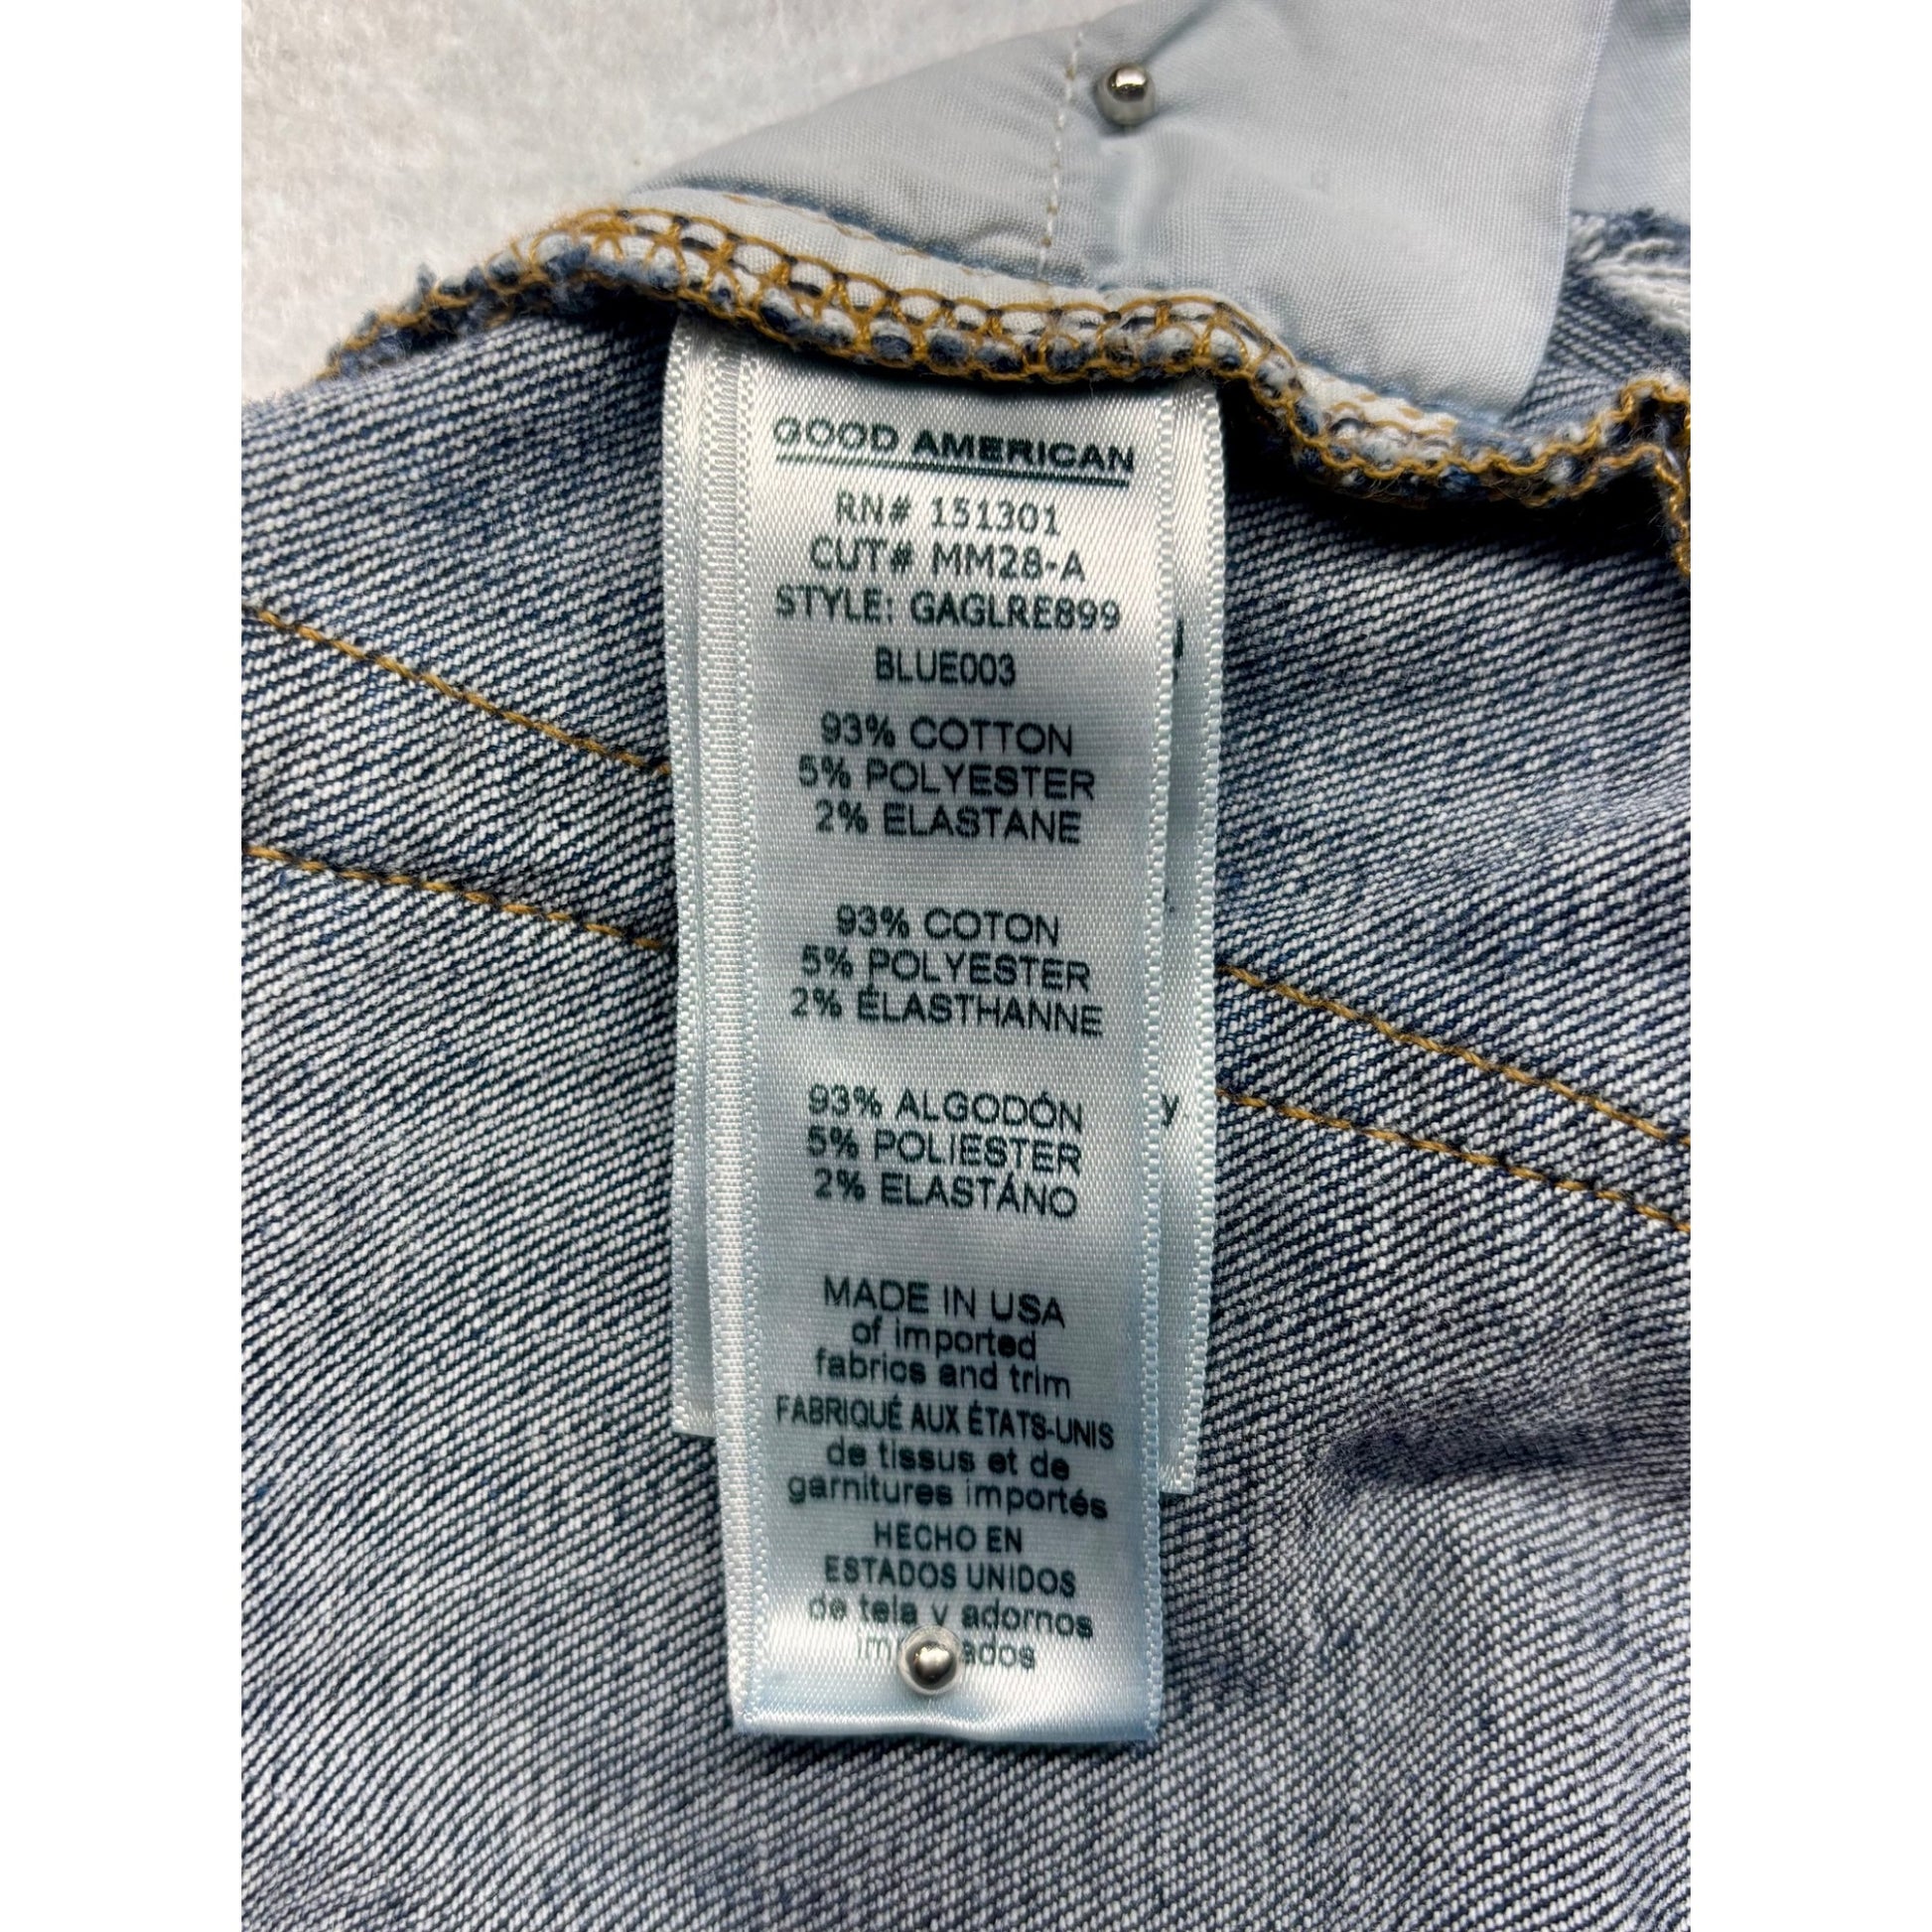 GOOD AMERICAN
RN# 151301
CUT# MM28-A
STYLE: GAGLRE899
BLUE003
93% COTTON
5% POLYESTER
2% ELASTANE
93% COTON
5% POLYESTER
2% ÉLASTHANNE
93% ALGODÓN
5% POLIESTER
2% ELASTÁNO
MADE IN USA
of imported
fabrics and trim
FABRIQUÉ AUX ÉTATS-UNIS
de tissus et de
garnitures importés
HECHO EN
ESTADOS UNIDOS
de tela y adornos